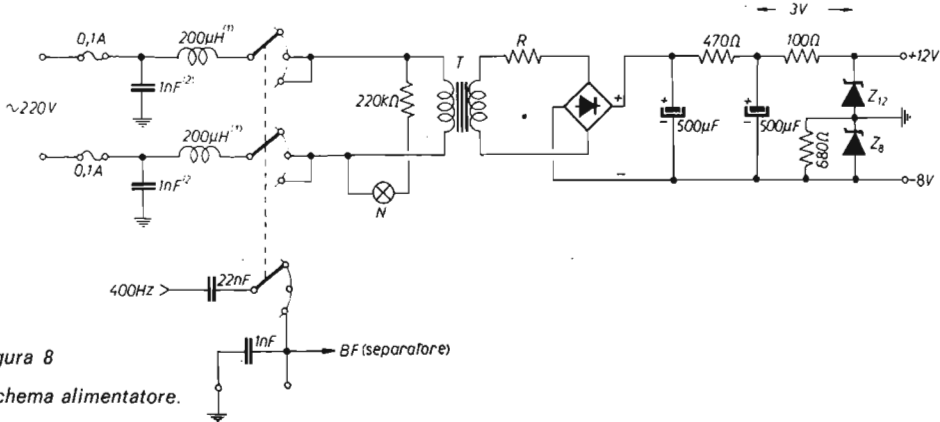 3V
0,1A
200µH⁽¹⁾
1nF⁽²⁾
~220V
200µH⁽¹⁾
0,1A
1nF⁽²
220kΩ
N
T
R
+
-
+
-
500µF
470Ω
+
-
500µF
100Ω
680Ω
Z₁₂
Z₈
+12V
-8V
400Hz
22nF
1nF
BF (separatore)
gura 8
chema alimentatore.